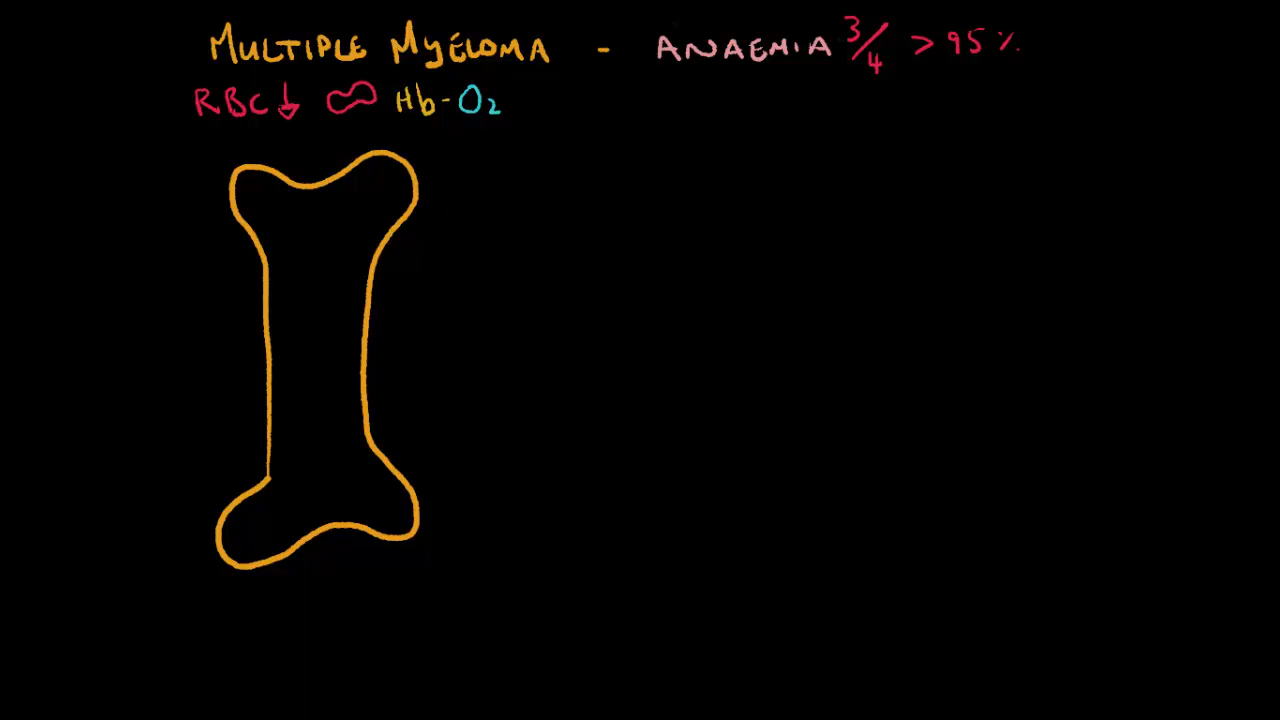 MULTIPLE MYELOMA - ANAEMIA 3/4 > 95%
RBC↓ Hb-O2